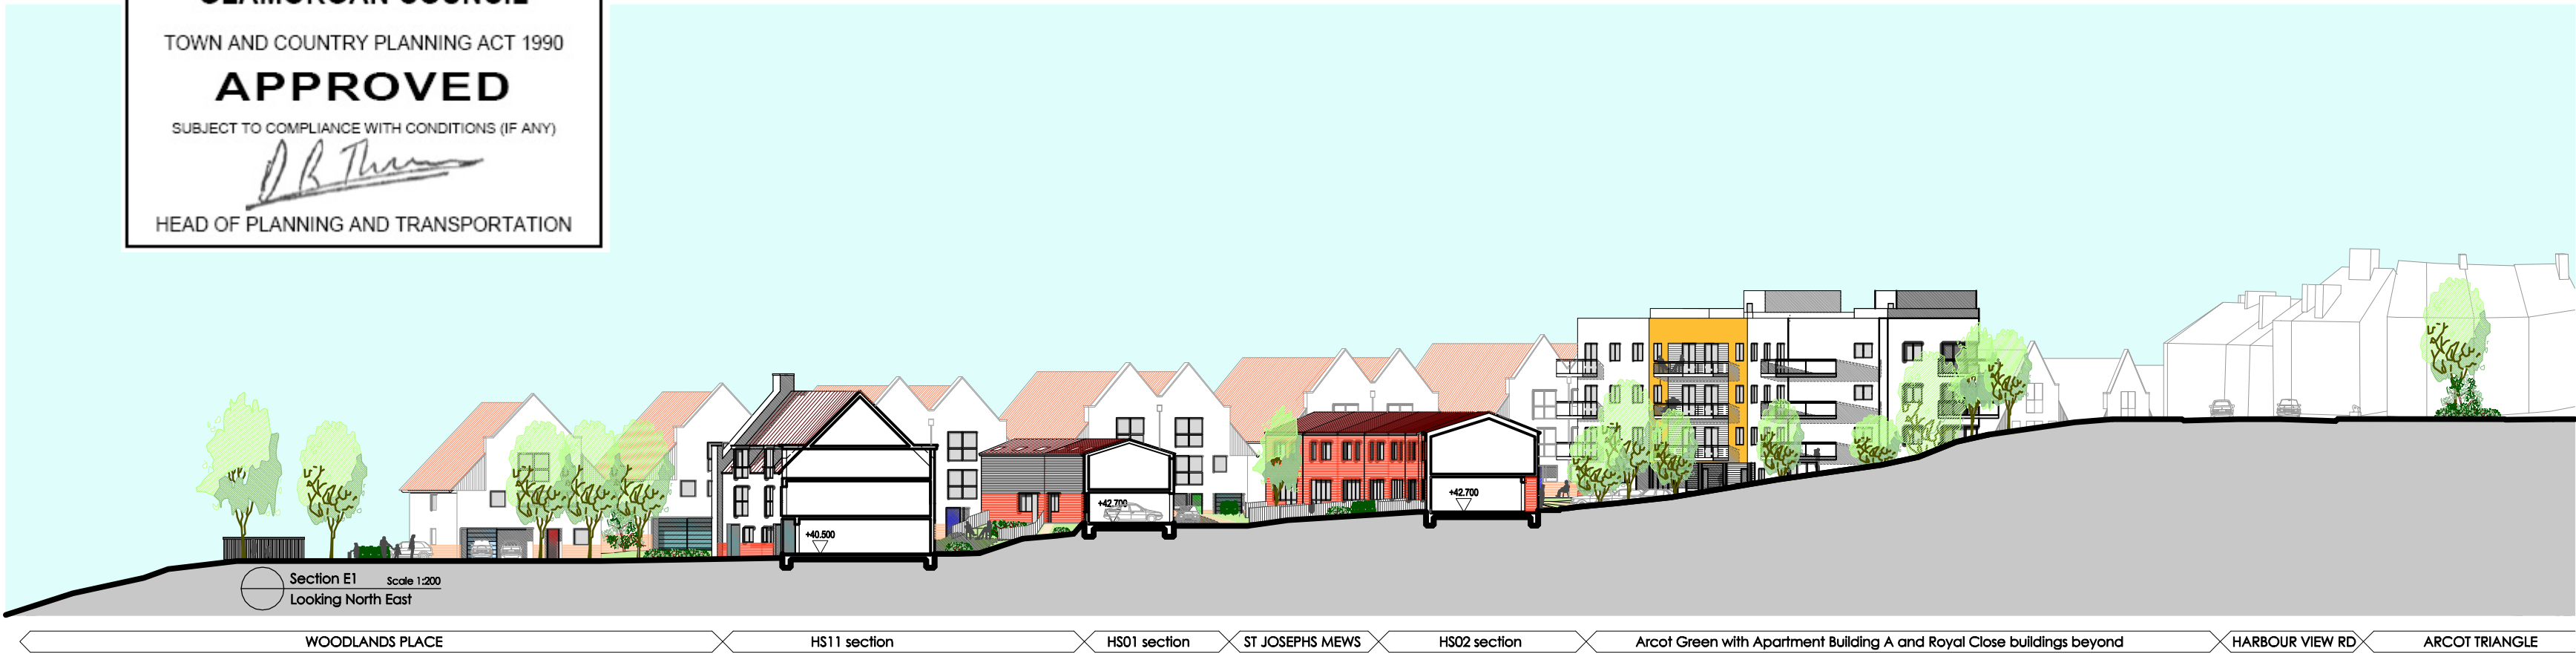 GLAMORGAN COUNCIL
TOWN AND COUNTRY PLANNING ACT 1990
APPROVED
SUBJECT TO COMPLIANCE WITH CONDITIONS (IF ANY)
HEAD OF PLANNING AND TRANSPORTATION
+40.500
+42.700
+42.700
Section E1 Scale 1:200
Looking North East
WOODLANDS PLACE
HS11 section
HS01 section
ST JOSEPHS MEWS
HS02 section
Arcot Green with Apartment Building A and Royal Close buildings beyond
HARBOUR VIEW RD
ARCOT TRIANGLE